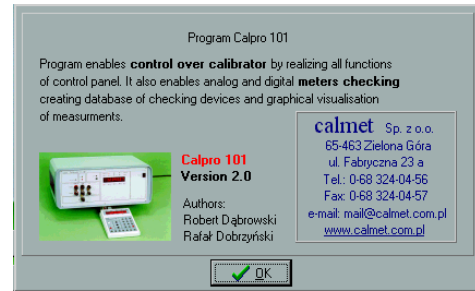 Program Calpro 101
Program enables control over calibrator by realizing all functions
of control panel. It also enables analog and digital meters checking
creating database of checking devices and graphical visualisation
of measurments.
calmet Sp. z o.o.
65-463 Zielona Góra
ul. Fabryczna 23 a
Tel.: 0-68 324-04-56
Fax: 0-68 324-04-57
e-mail: mail@calmet.com.pl
www.calmet.com.pl
Calpro 101
Version 2.0
Authors:
Robert Dąbrowski
Rafał Dobrzyński
OK